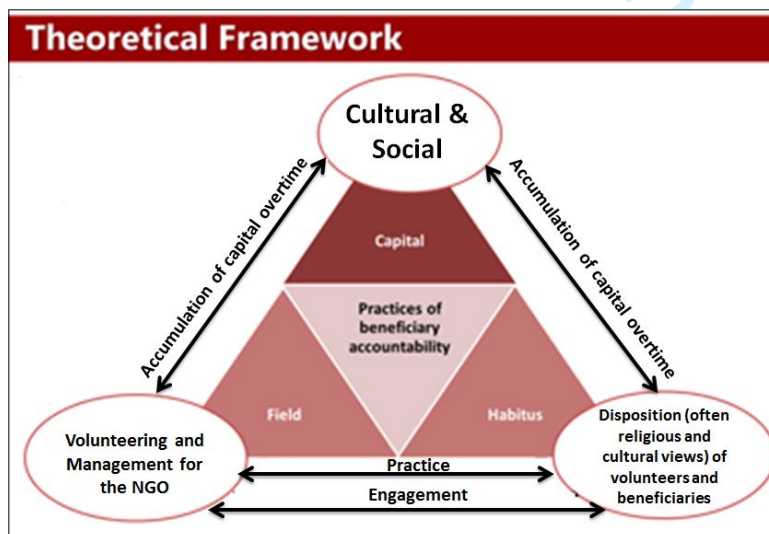 Theoretical Framework
Cultural &
Social
Accumulation of capital overtime
Accumulation of capital overtime
Capital
Practices of
beneficiary
accountability
Field
Habitus
Volunteering and
Management for
the NGO
Disposition (often
religious and
cultural views) of
volunteers and
beneficiaries
Practice
Engagement